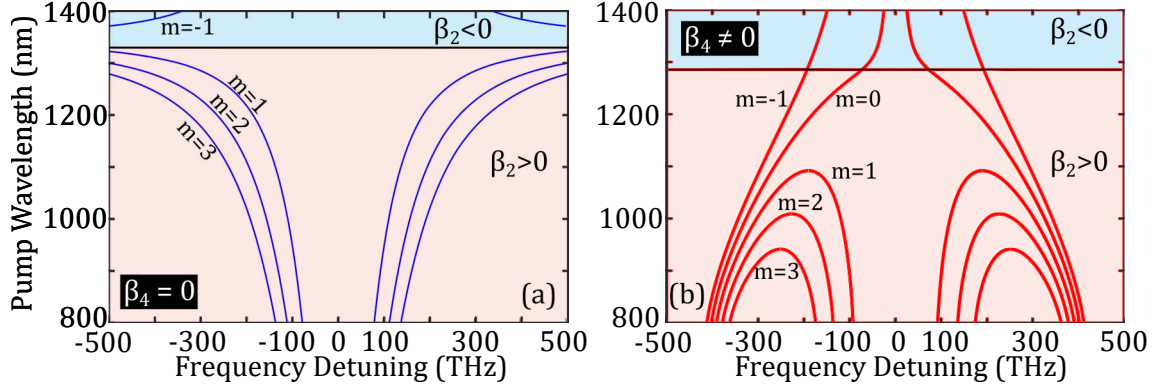 Pump Wavelength (nm)
1400
1200
1000
800
m=-1
β₂<0
m=1
m=2
m=3
β₂>0
β₄ = 0
(a)
-500
-300
-100
0
100
300
500
Frequency Detuning (THz)
1400
1200
1000
800
β₄ ≠ 0
β₂<0
m=-1
m=0
β₂>0
m=1
m=2
m=3
(b)
-500
-300
-100
0
100
300
500
Frequency Detuning (THz)